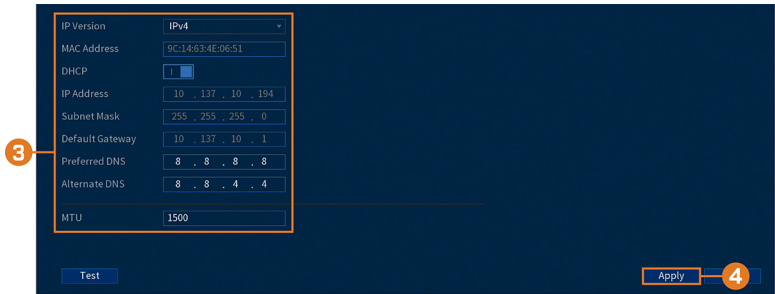 IP Version IPv4
MAC Address 9C:14:63:4E:06:51
DHCP
IP Address 10 . 137 . 10 . 194
Subnet Mask 255 . 255 . 255 . 0
3
Default Gateway 10 . 137 . 10 . 1
Preferred DNS 8 . 8 . 8 . 8
Alternate DNS 8 . 8 . 4 . 4
MTU 1500
Test Apply 4